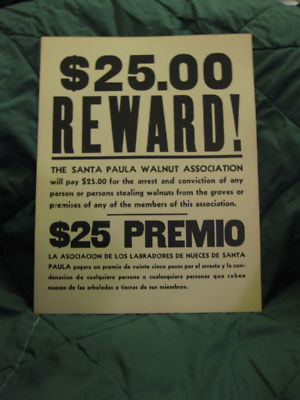 $25.00
REWARD!
THE SANTA PAULA WALNUT ASSOCIATION
will pay $25.00 for the arrest and conviction of any
person or persons stealing walnuts from the groves or
premises of any of the members of this association.
$25 PREMIO
LA ASOCIACION DE LOS LABRADORES DE NUECES DE SANTA
PAULA pagara un premio de veinte cinco pesos por el arresto y la con-
denacion de cualquiera persona o cualesquiera personas que roben
nueces de las arboledas o tierras de sus miembros.